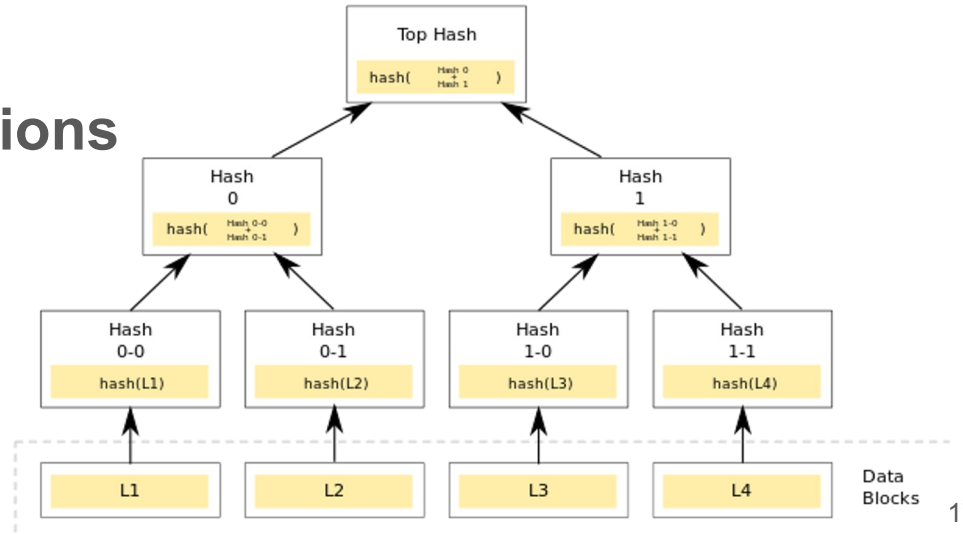 Top Hash
hash( Hash 0 + Hash 1 )
ions
Hash
0
hash( Hash 0-0 + Hash 0-1 )
Hash
1
hash( Hash 1-0 + Hash 1-1 )
Hash
0-0
hash(L1)
Hash
0-1
hash(L2)
Hash
1-0
hash(L3)
Hash
1-1
hash(L4)
L1
L2
L3
L4
Data
Blocks
1